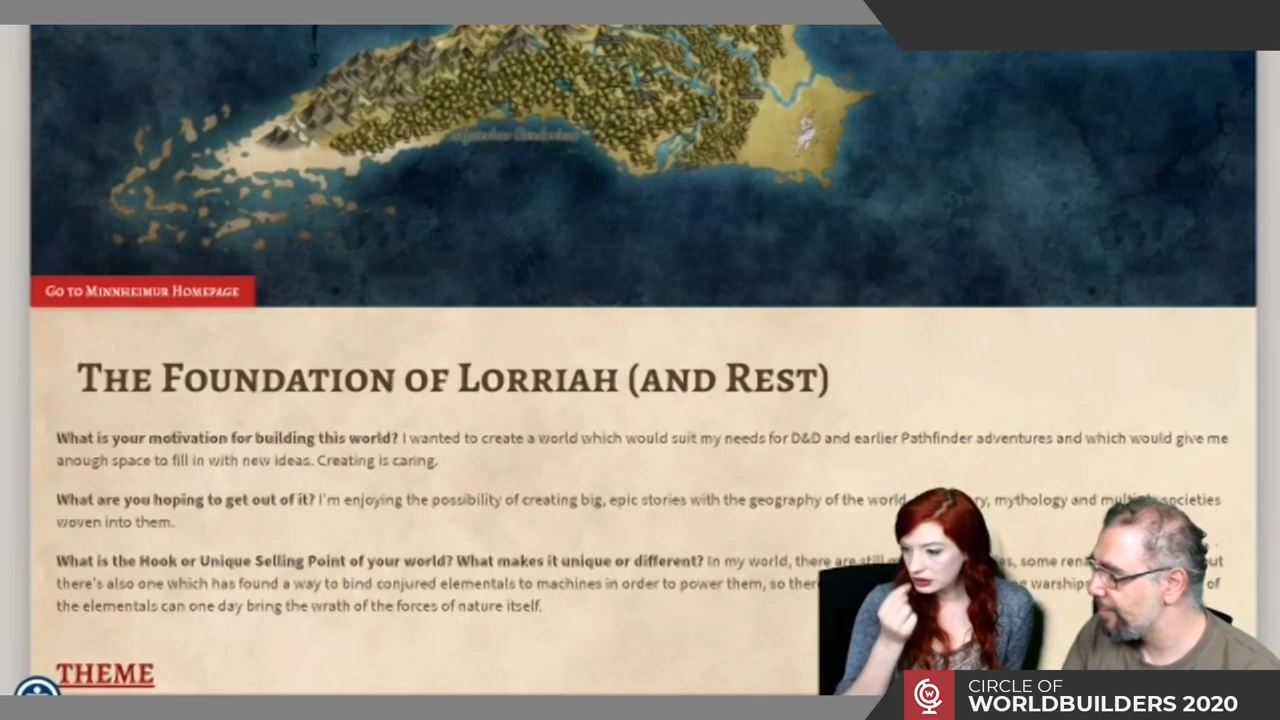 Go to Minnheimur Homepage
The Foundation of Lorriah (and Rest)
What is your motivation for building this world? I wanted to create a world which would suit my needs for D&D and earlier Pathfinder adventures and which would give me
anough space to fill in with new ideas. Creating is caring.
What are you hoping to get out of it? I'm enjoying the possibility of creating big, epic stories with the geography of the world, mythology and societies
woven into them.
What is the Hook or Unique Selling Point of your world? What makes it unique or different? In my world, there are still some
there's also one which has found a way to bind conjured elementals to machines in order to power them, so warships of
the elementals can one day bring the wrath of the forces of nature itself.
THEME
CIRCLE OF
WORLDBUILDERS 2020